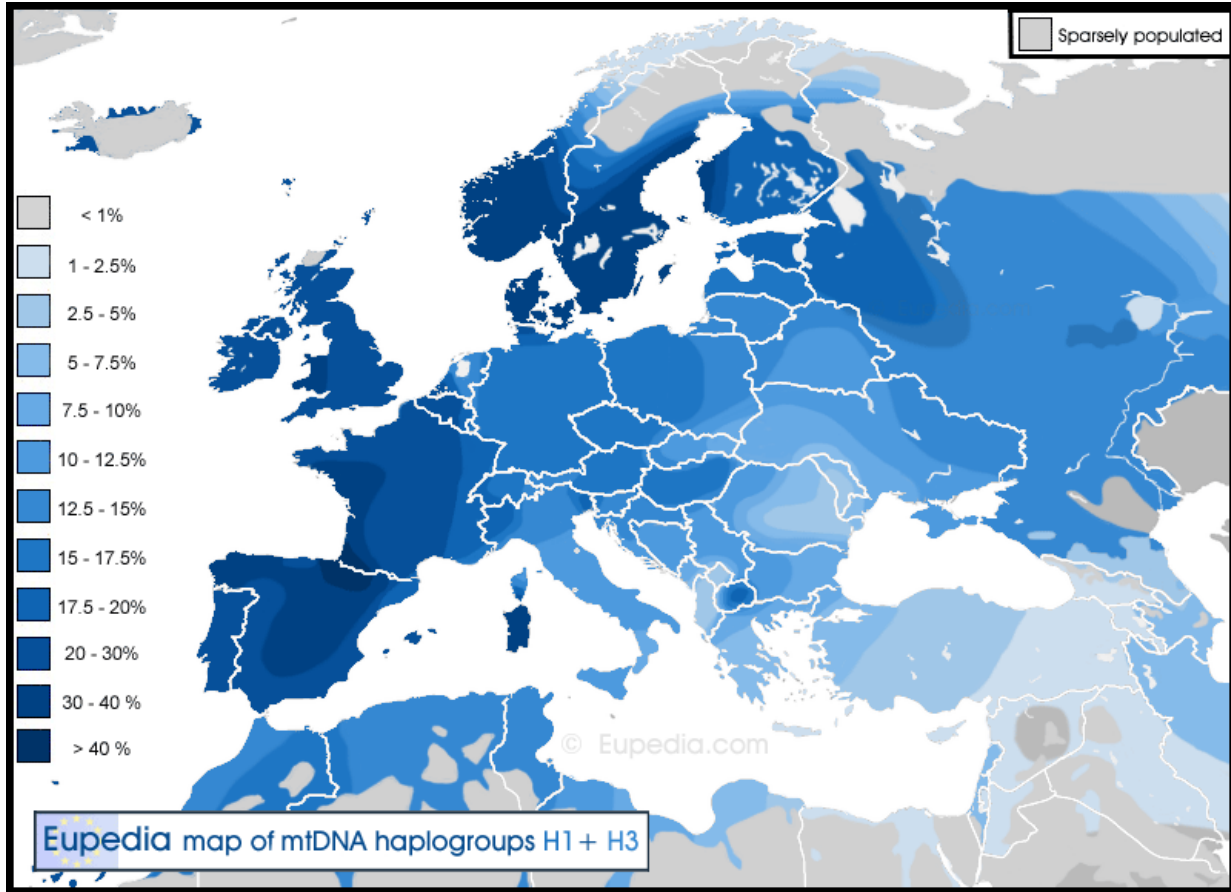 Sparsely populated
< 1%
1 - 2.5%
2.5 - 5%
5 - 7.5%
7.5 - 10%
10 - 12.5%
12.5 - 15%
15 - 17.5%
17.5 - 20%
20 - 30%
30 - 40 %
> 40 %
© Eupedia.com
Eupedia map of mtDNA haplogroups H1 + H3